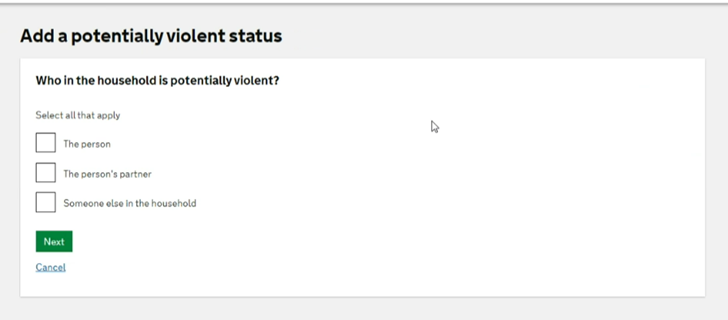 Add a potentially violent status
Who in the household is potentially violent?
Select all that apply
The person
The person's partner
Someone else in the household
Next
Cancel